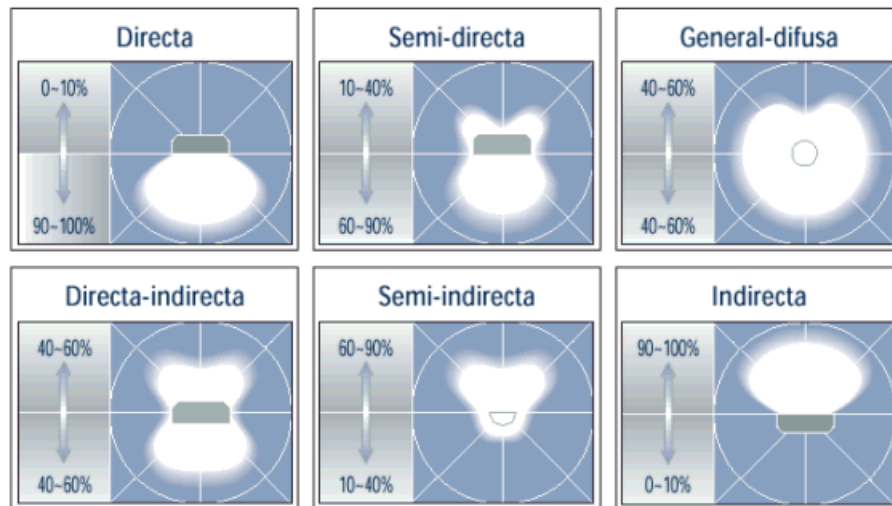 Directa
0~10%
90~100%
Semi-directa
10~40%
60~90%
General-difusa
40~60%
40~60%
Directa-indirecta
40~60%
40~60%
Semi-indirecta
60~90%
10~40%
Indirecta
90~100%
0~10%